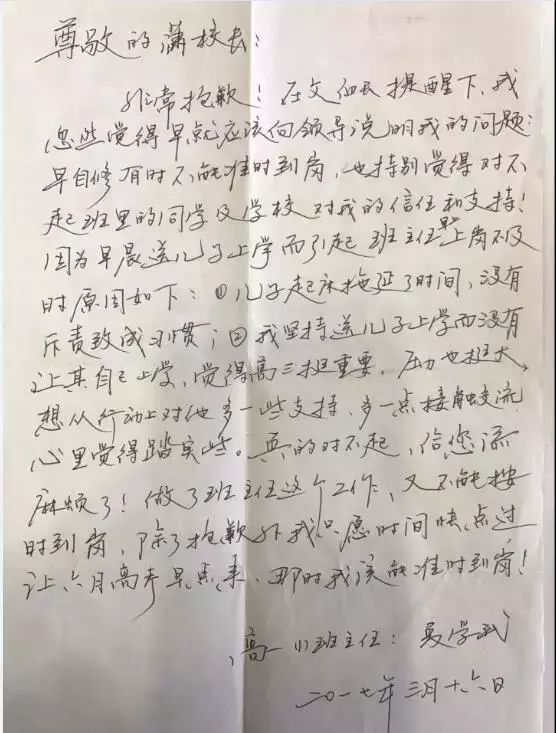 尊敬的潇校长:
非常抱歉!在文仙氏提醒下,我
忽然觉得早就应该向领导说明我的问题:
早自修有时不能准时到岗,也特别觉得对不
起班里的同学及学校对我的信任和支持!
因为早晨送儿子上学而引起班主任早上岗不及
时原因如下:①儿子起床拖延了时间,没有
斥责致成习惯;②我坚持送儿子上学而没有
让其自己上学,觉得高三挺重要,压力也挺大,
想从行动上对他多一些支持、多一点接触交流
心里觉得踏实些。真的对不起,给您添
麻烦了!做了班主任这个工作,又不能按
时到岗,除了抱歉外我只愿时间快点过,
让六月高考早点来,那时我该能准时到岗!
高一(1)班主任:夏学武
二〇一七年三月十六日